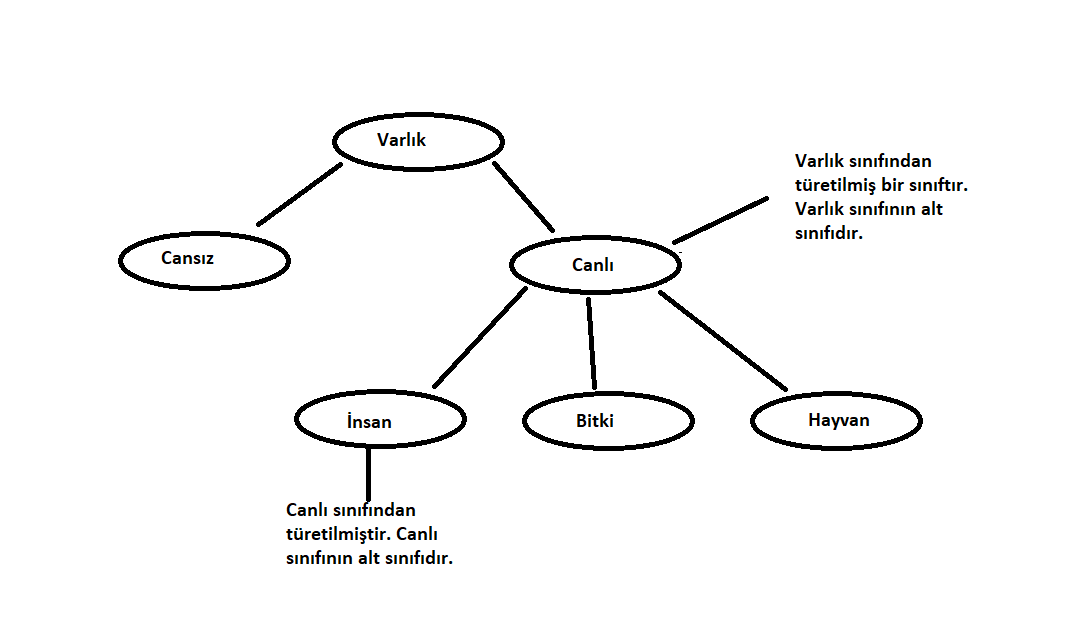 Varlık
Varlık sınıfından
türetilmiş bir sınıftır.
Varlık sınıfının alt
sınıfıdır.
Cansız
Canlı
İnsan
Bitki
Hayvan
Canlı sınıfından
türetilmiştir. Canlı
sınıfının alt sınıfıdır.